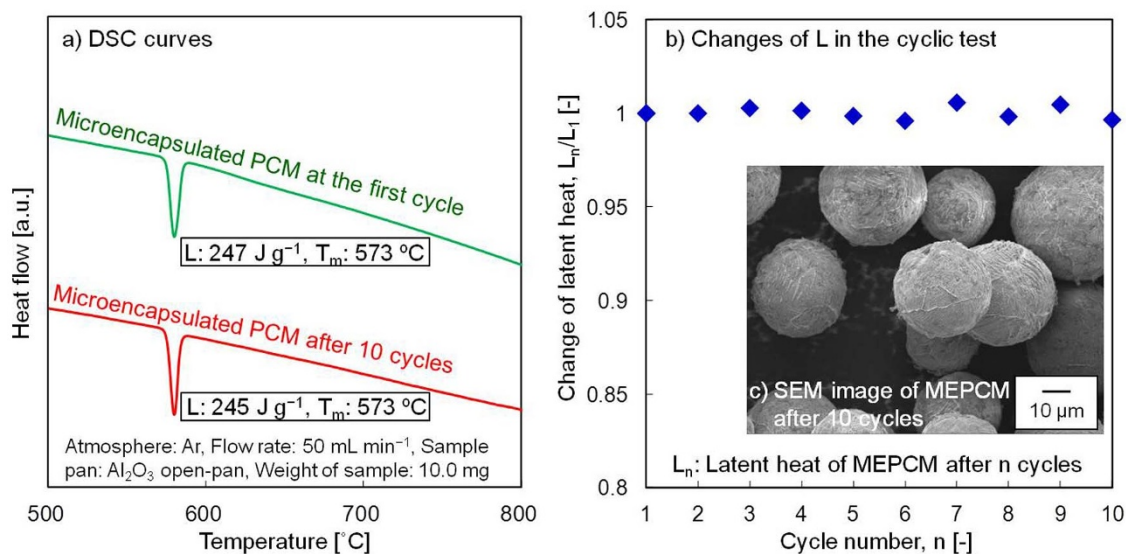 a) DSC curves
Microencapsulated PCM at the first cycle
L: 247 J g⁻¹, Tₘ: 573 ºC
Microencapsulated PCM after 10 cycles
L: 245 J g⁻¹, Tₘ: 573 ºC
Atmosphere: Ar, Flow rate: 50 mL min⁻¹, Sample
pan: Al₂O₃ open-pan, Weight of sample: 10.0 mg
Heat flow [a.u.]
500 600 700 800
Temperature [˚C]
b) Changes of L in the cyclic test
Change of latent heat, Lₙ/L₁ [-]
1.05
1
0.95
0.9
0.85
0.8
c) SEM image of MEPCM
after 10 cycles
10 µm
Lₙ: Latent heat of MEPCM after n cycles
1 2 3 4 5 6 7 8 9 10
Cycle number, n [-]